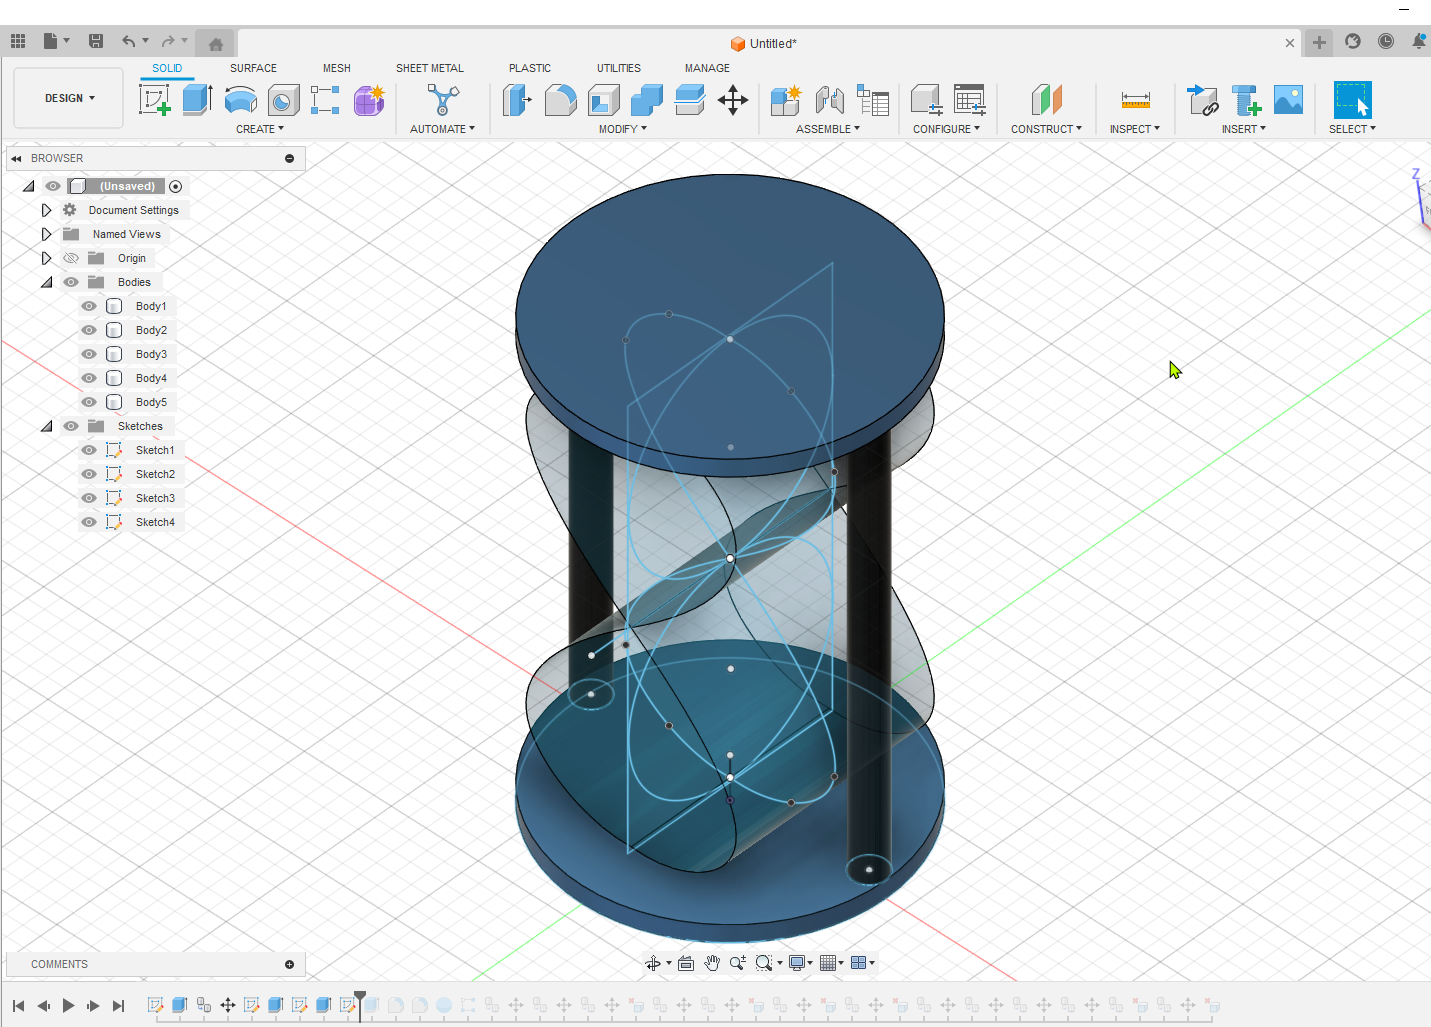 Untitled*
SOLID SURFACE MESH SHEET METAL PLASTIC UTILITIES MANAGE
DESIGN
CREATE AUTOMATE MODIFY ASSEMBLE CONFIGURE CONSTRUCT INSPECT INSERT SELECT
BROWSER
(Unsaved)
Document Settings
Named Views
Origin
Bodies
Body1
Body2
Body3
Body4
Body5
Sketches
Sketch1
Sketch2
Sketch3
Sketch4
Z
COMMENTS